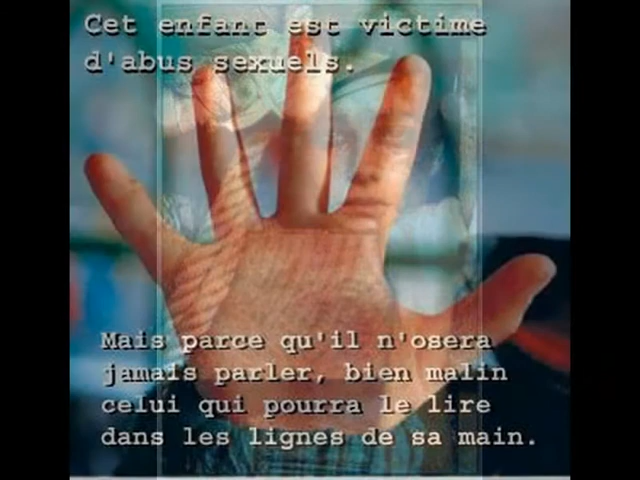 Cet enfant est victime
d'abus sexuels.
Mais parce qu'il n'osera
jamais parler, bien malin
celui qui pourra le lire
dans les lignes de sa main.